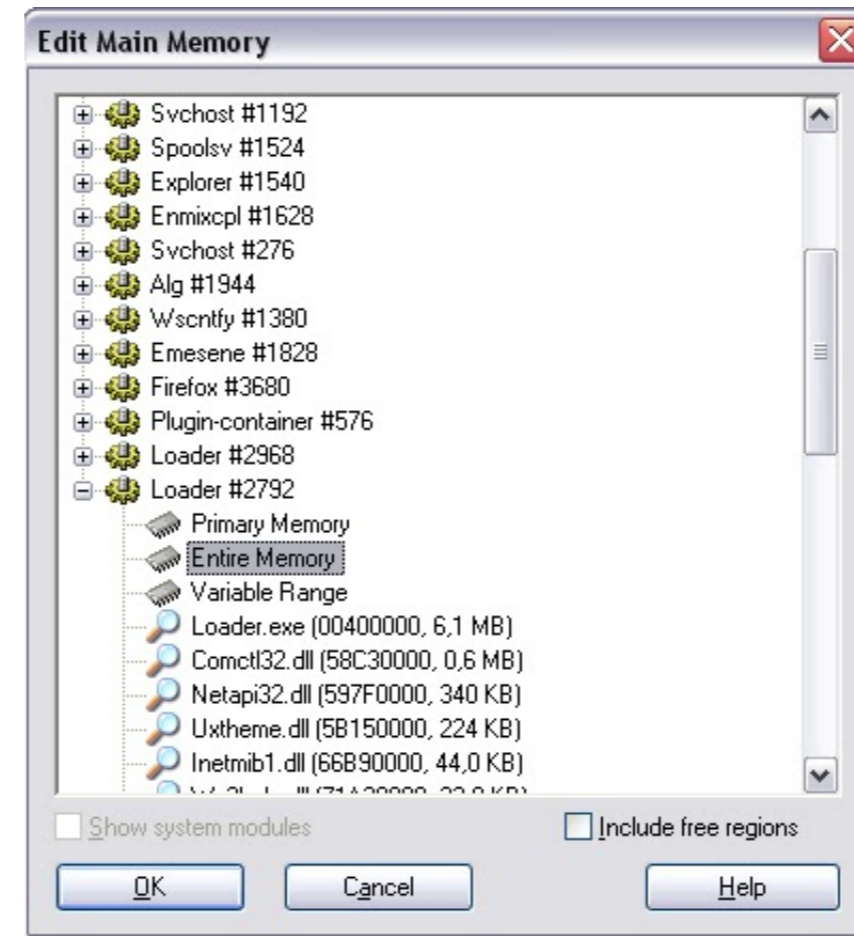 Edit Main Memory
Svchost #1192
Spoolsv #1524
Explorer #1540
Enmixcpl #1628
Svchost #276
Alg #1944
Wscntfy #1380
Emesene #1828
Firefox #3680
Plugin-container #576
Loader #2968
Loader #2792
Primary Memory
Entire Memory
Variable Range
Loader.exe (00400000, 6,1 MB)
Comctl32.dll (58C30000, 0,6 MB)
Netapi32.dll (597F0000, 340 KB)
Uxtheme.dll (5B150000, 224 KB)
Inetmib1.dll (66B90000, 44,0 KB)
Show system modules
Include free regions
OK
Cancel
Help